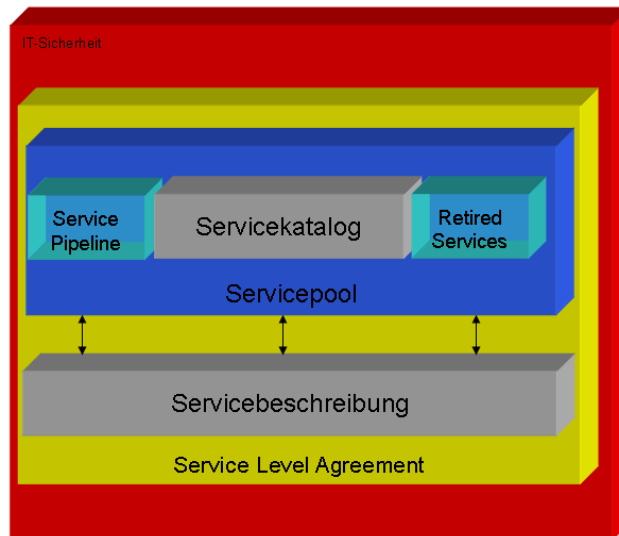 IT-Sicherheit
Service
Pipeline
Servicekatalog
Retired
Services
Servicepool
Servicebeschreibung
Service Level Agreement